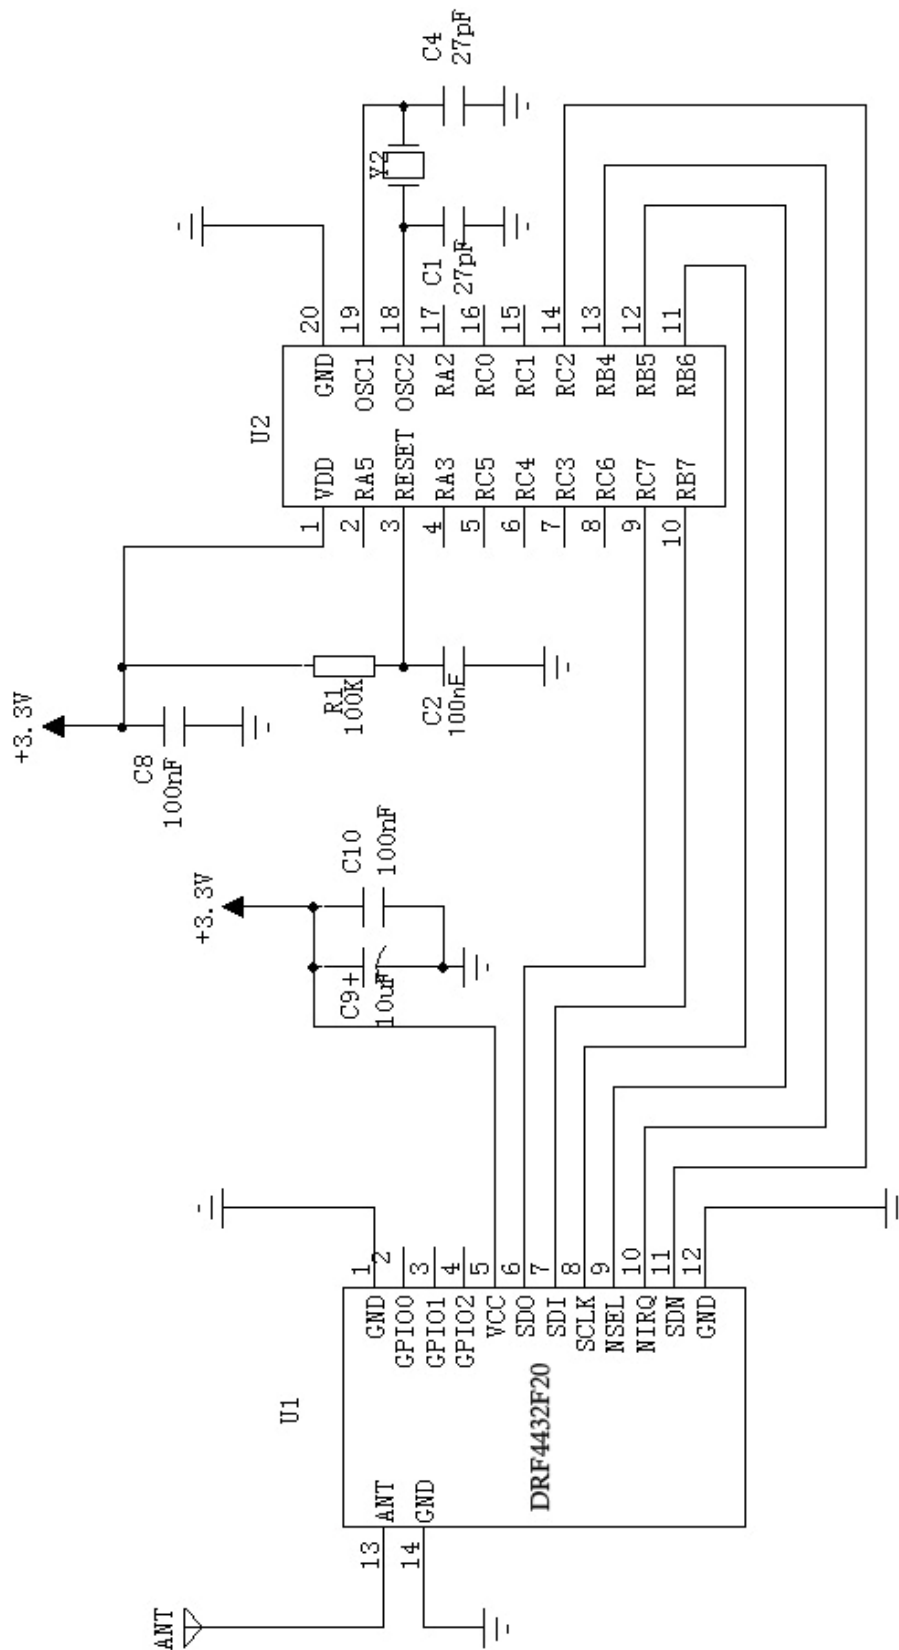 ANT
13
14
ANT
GND
U1
DRF4432F20
GND
GPIO0
GPIO1
GPIO2
VCC
SDO
SDI
SCLK
NSEL
NIRQ
SDN
GND
1
2
3
4
5
6
7
8
9
10
11
12
+3.3V
C9+
10uF
C10
100nF
+3.3V
C8
100nF
R1
100K
C2
100nF
U2
1
2
3
4
5
6
7
8
9
10
VDD
RA5
RESET
RA3
RC5
RC4
RC3
RC6
RC7
RB7
GND
OSC1
OSC2
RA2
RC0
RC1
RC2
RB4
RB5
RB6
20
19
18
17
16
15
14
13
12
11
C1
27pF
Y2
C4
27pF